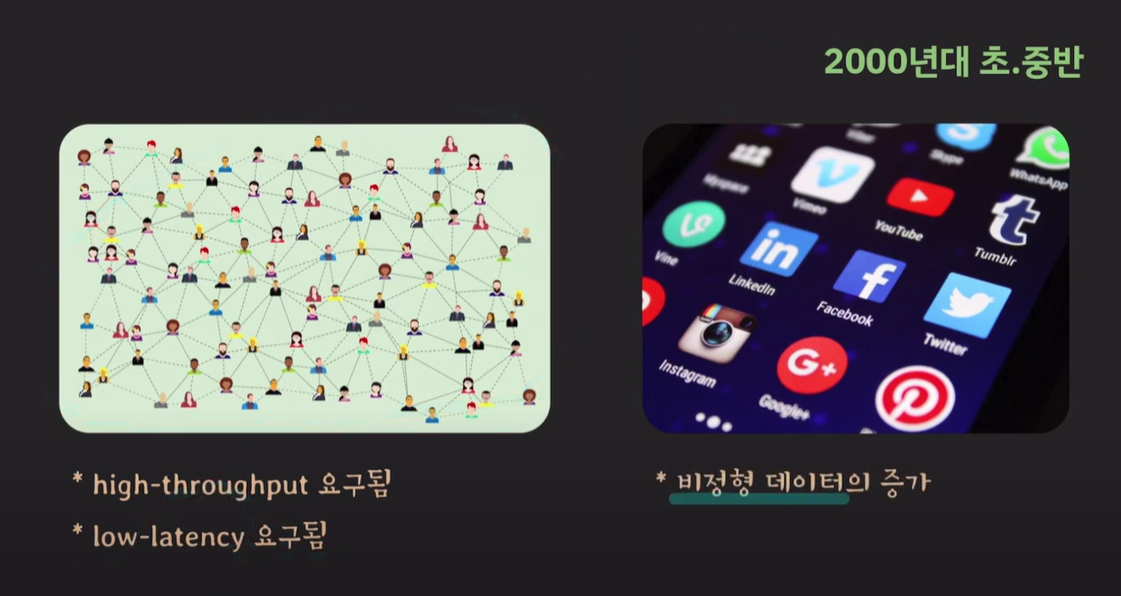 2000년대 초.중반
Viber
Skype
WhatsApp
Myspace
Vimeo
YouTube
Tumblr
Vine
LinkedIn
Facebook
Twitter
Instagram
Google+
* high-throughput 요구됨
* low-latency 요구됨
* 비정형 데이터의 증가